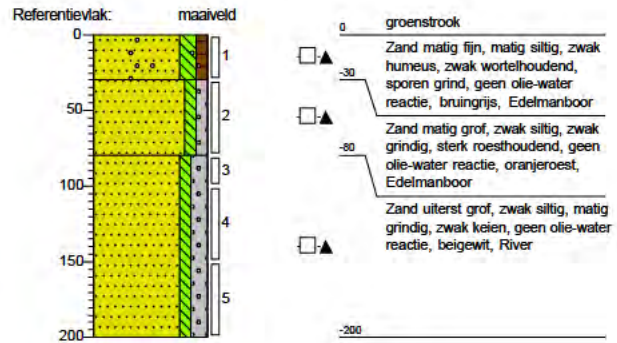 Referentievlak: maaiveld
0
50
100
150
200
1
2
3
4
5
0
groenstrook
Zand matig fijn, matig siltig, zwak
humeus, zwak wortelhoudend,
sporen grind, geen olie-water
reactie, bruingrijs, Edelmanboor
-30
Zand matig grof, zwak siltig, zwak
grindig, sterk roesthoudend, geen
olie-water reactie, oranjeroest,
Edelmanboor
-80
Zand uiterst grof, zwak siltig, matig
grindig, zwak keien, geen olie-water
reactie, beigewit, River
-200